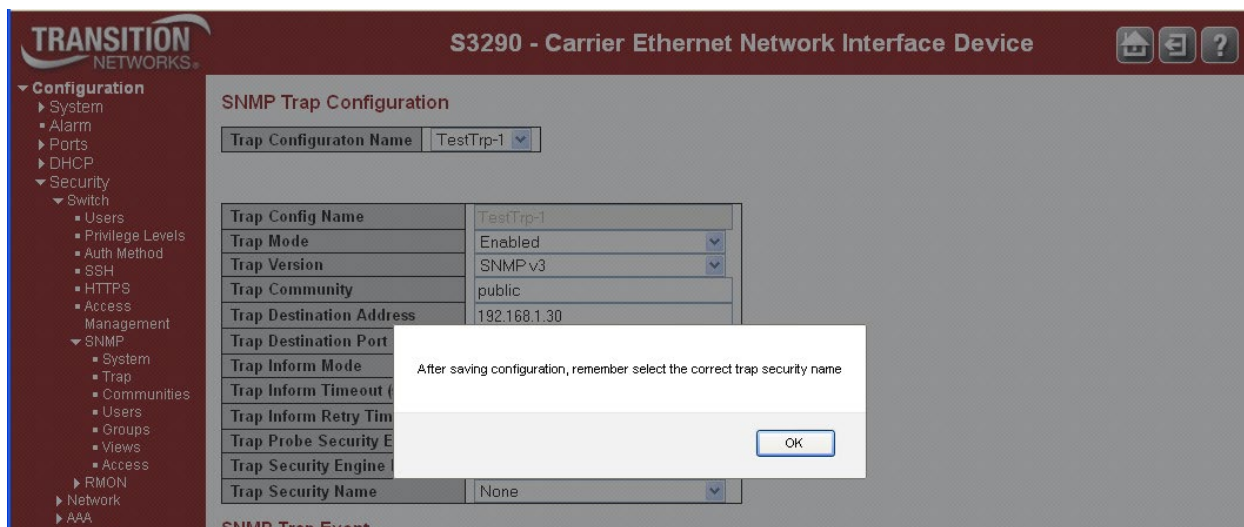 TRANSITION
NETWORKS®
S3290 - Carrier Ethernet Network Interface Device
?
Configuration
System
Alarm
Ports
DHCP
Security
Switch
Users
Privilege Levels
Auth Method
SSH
HTTPS
Access
Management
SNMP
System
Trap
Communities
Users
Groups
Views
Access
RMON
Network
AAA
SNMP Trap Configuration
Trap Configuraton Name TestTrp-1
Trap Config Name TestTrp-1
Trap Mode Enabled
Trap Version SNMP v3
Trap Community public
Trap Destination Address 192.168.1.30
Trap Destination Port
Trap Inform Mode
Trap Inform Timeout (
Trap Inform Retry Tim
Trap Probe Security E
Trap Security Engine
Trap Security Name None
SNMP Trap Event
After saving configuration, remember select the correct trap security name
OK